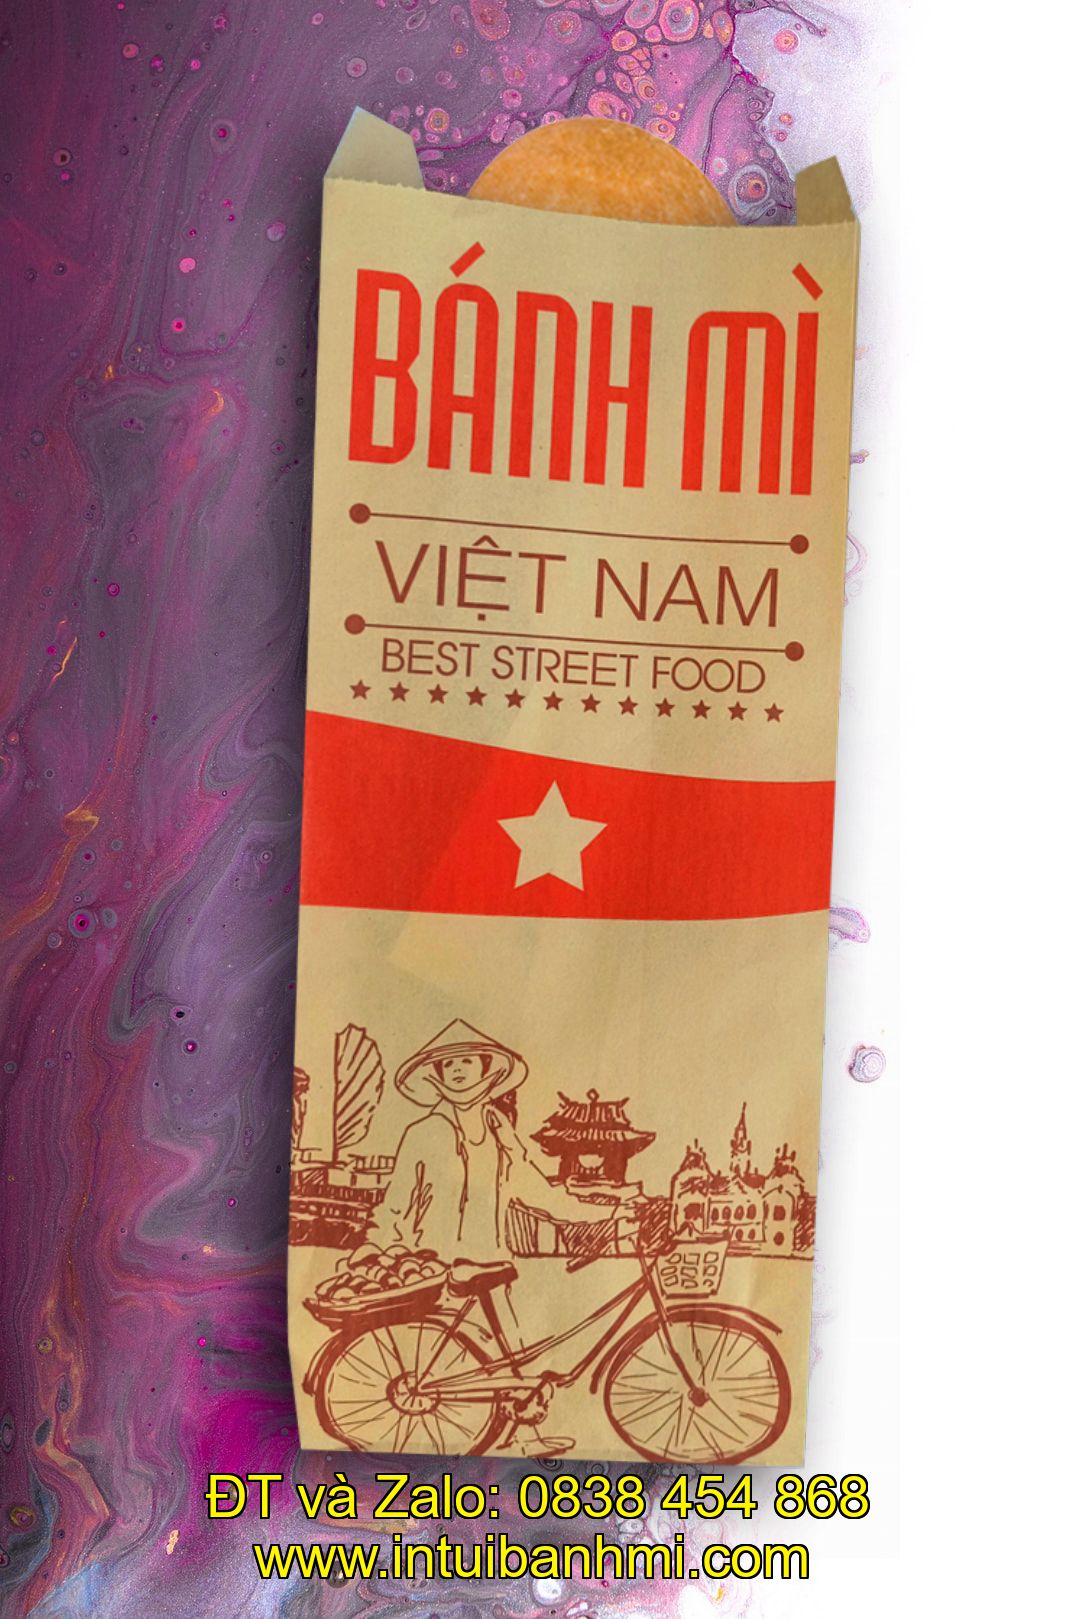 BÁNH MÌ
VIỆT NAM
BEST STREET FOOD
ĐT và Zalo: 0838 454 868
www.intuibanhmi.com